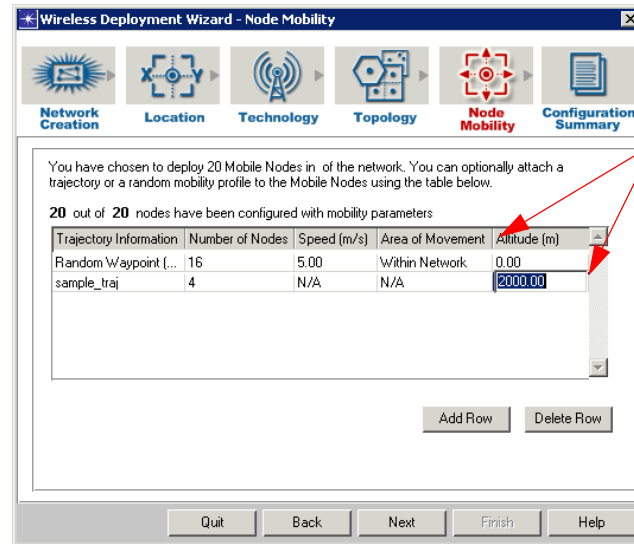 Wireless Deployment Wizard - Node Mobility
Network Creation
Location
Technology
Topology
Node Mobility
Configuration Summary
You have chosen to deploy 20 Mobile Nodes in of the network. You can optionally attach a
trajectory or a random mobility profile to the Mobile Nodes using the table below.
20 out of 20 nodes have been configured with mobility parameters
Trajectory Information Number of Nodes Speed (m/s) Area of Movement Altitude (m)
Random Waypoint (... 16 5.00 Within Network 0.00
sample_traj 4 N/A N/A 2000.00
Add Row Delete Row
Quit Back Next Finish Help